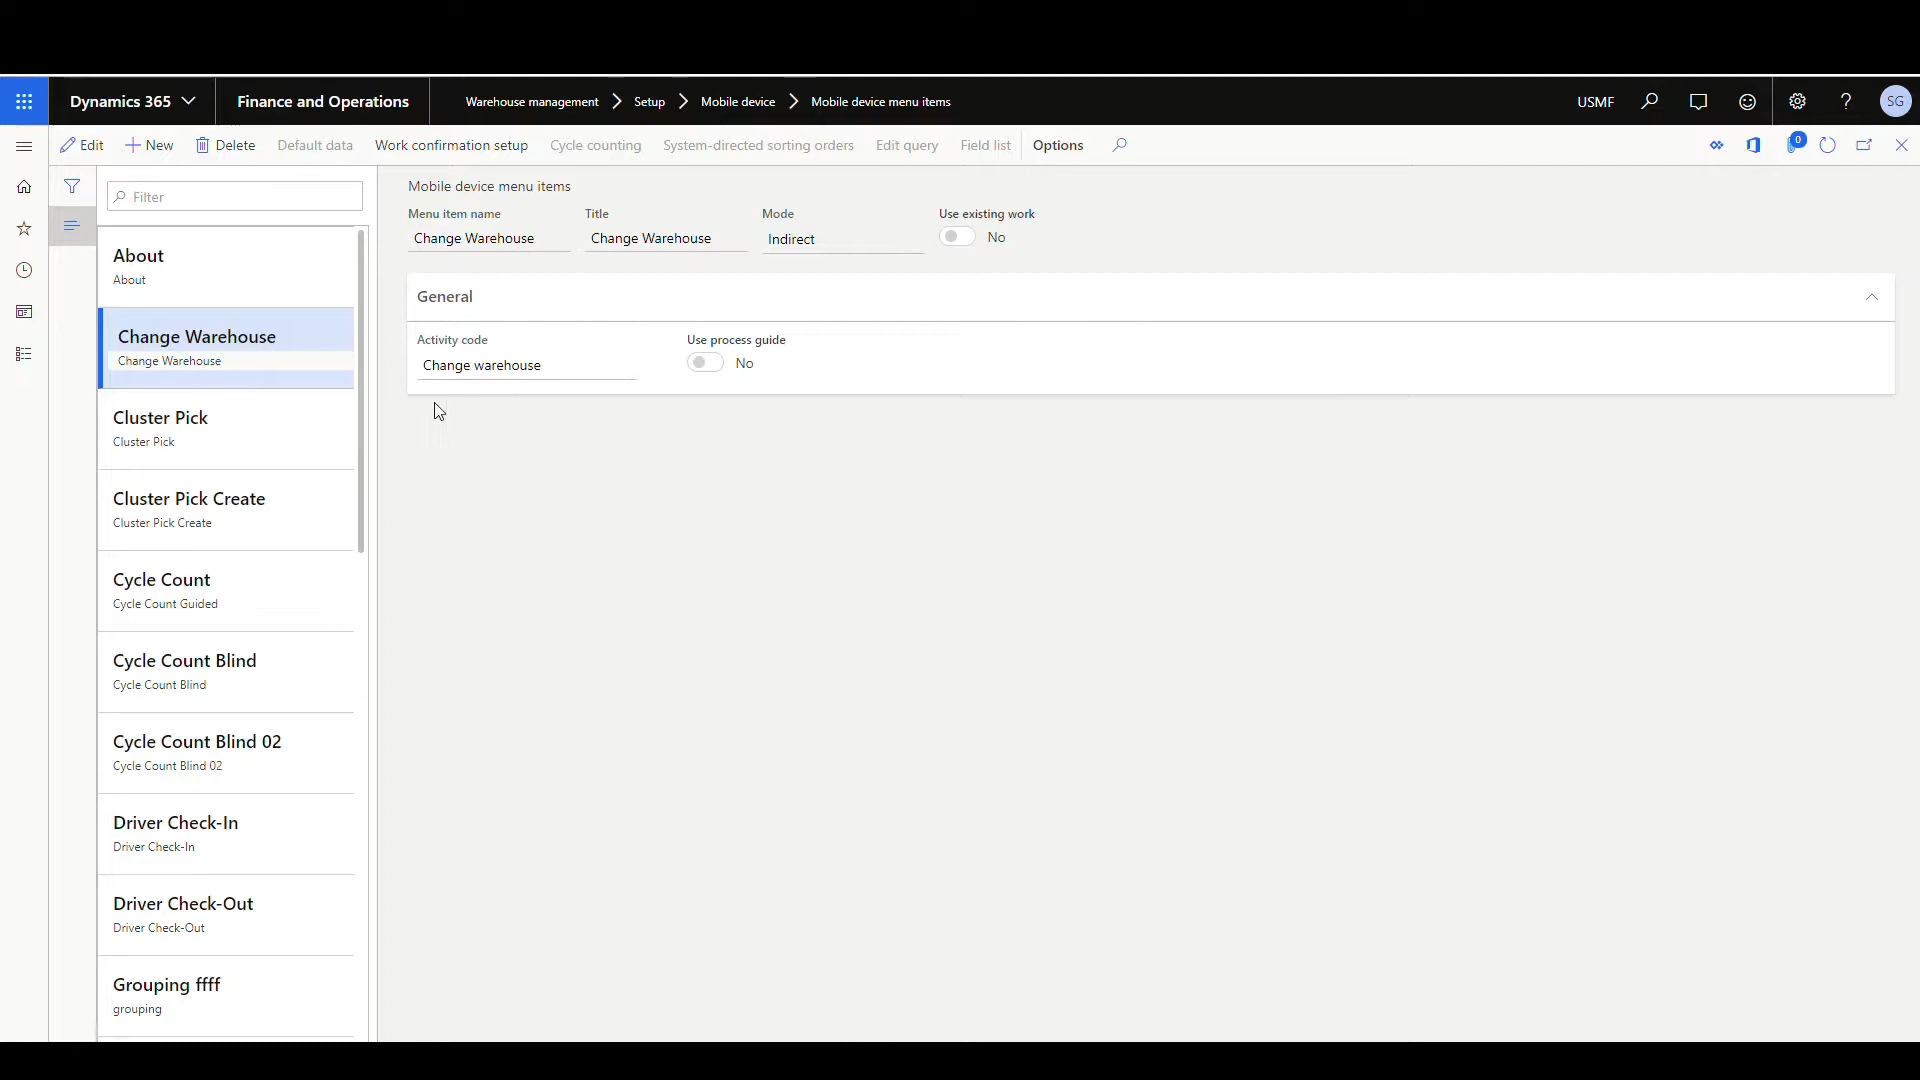 Dynamics 365
Finance and Operations
Warehouse management
Setup
Mobile device
Mobile device menu items
USMF
?
SG
Edit
New
Delete
Default data
Work confirmation setup
Cycle counting
System-directed sorting orders
Edit query
Field list
Options
0
Filter
About
About
Change Warehouse
Change Warehouse
Cluster Pick
Cluster Pick
Cluster Pick Create
Cluster Pick Create
Cycle Count
Cycle Count Guided
Cycle Count Blind
Cycle Count Blind
Cycle Count Blind 02
Cycle Count Blind 02
Driver Check-In
Driver Check-In
Driver Check-Out
Driver Check-Out
Grouping ffff
grouping
Mobile device menu items
Menu item name
Change Warehouse
Title
Change Warehouse
Mode
Indirect
Use existing work
No
General
Activity code
Change warehouse
Use process guide
No